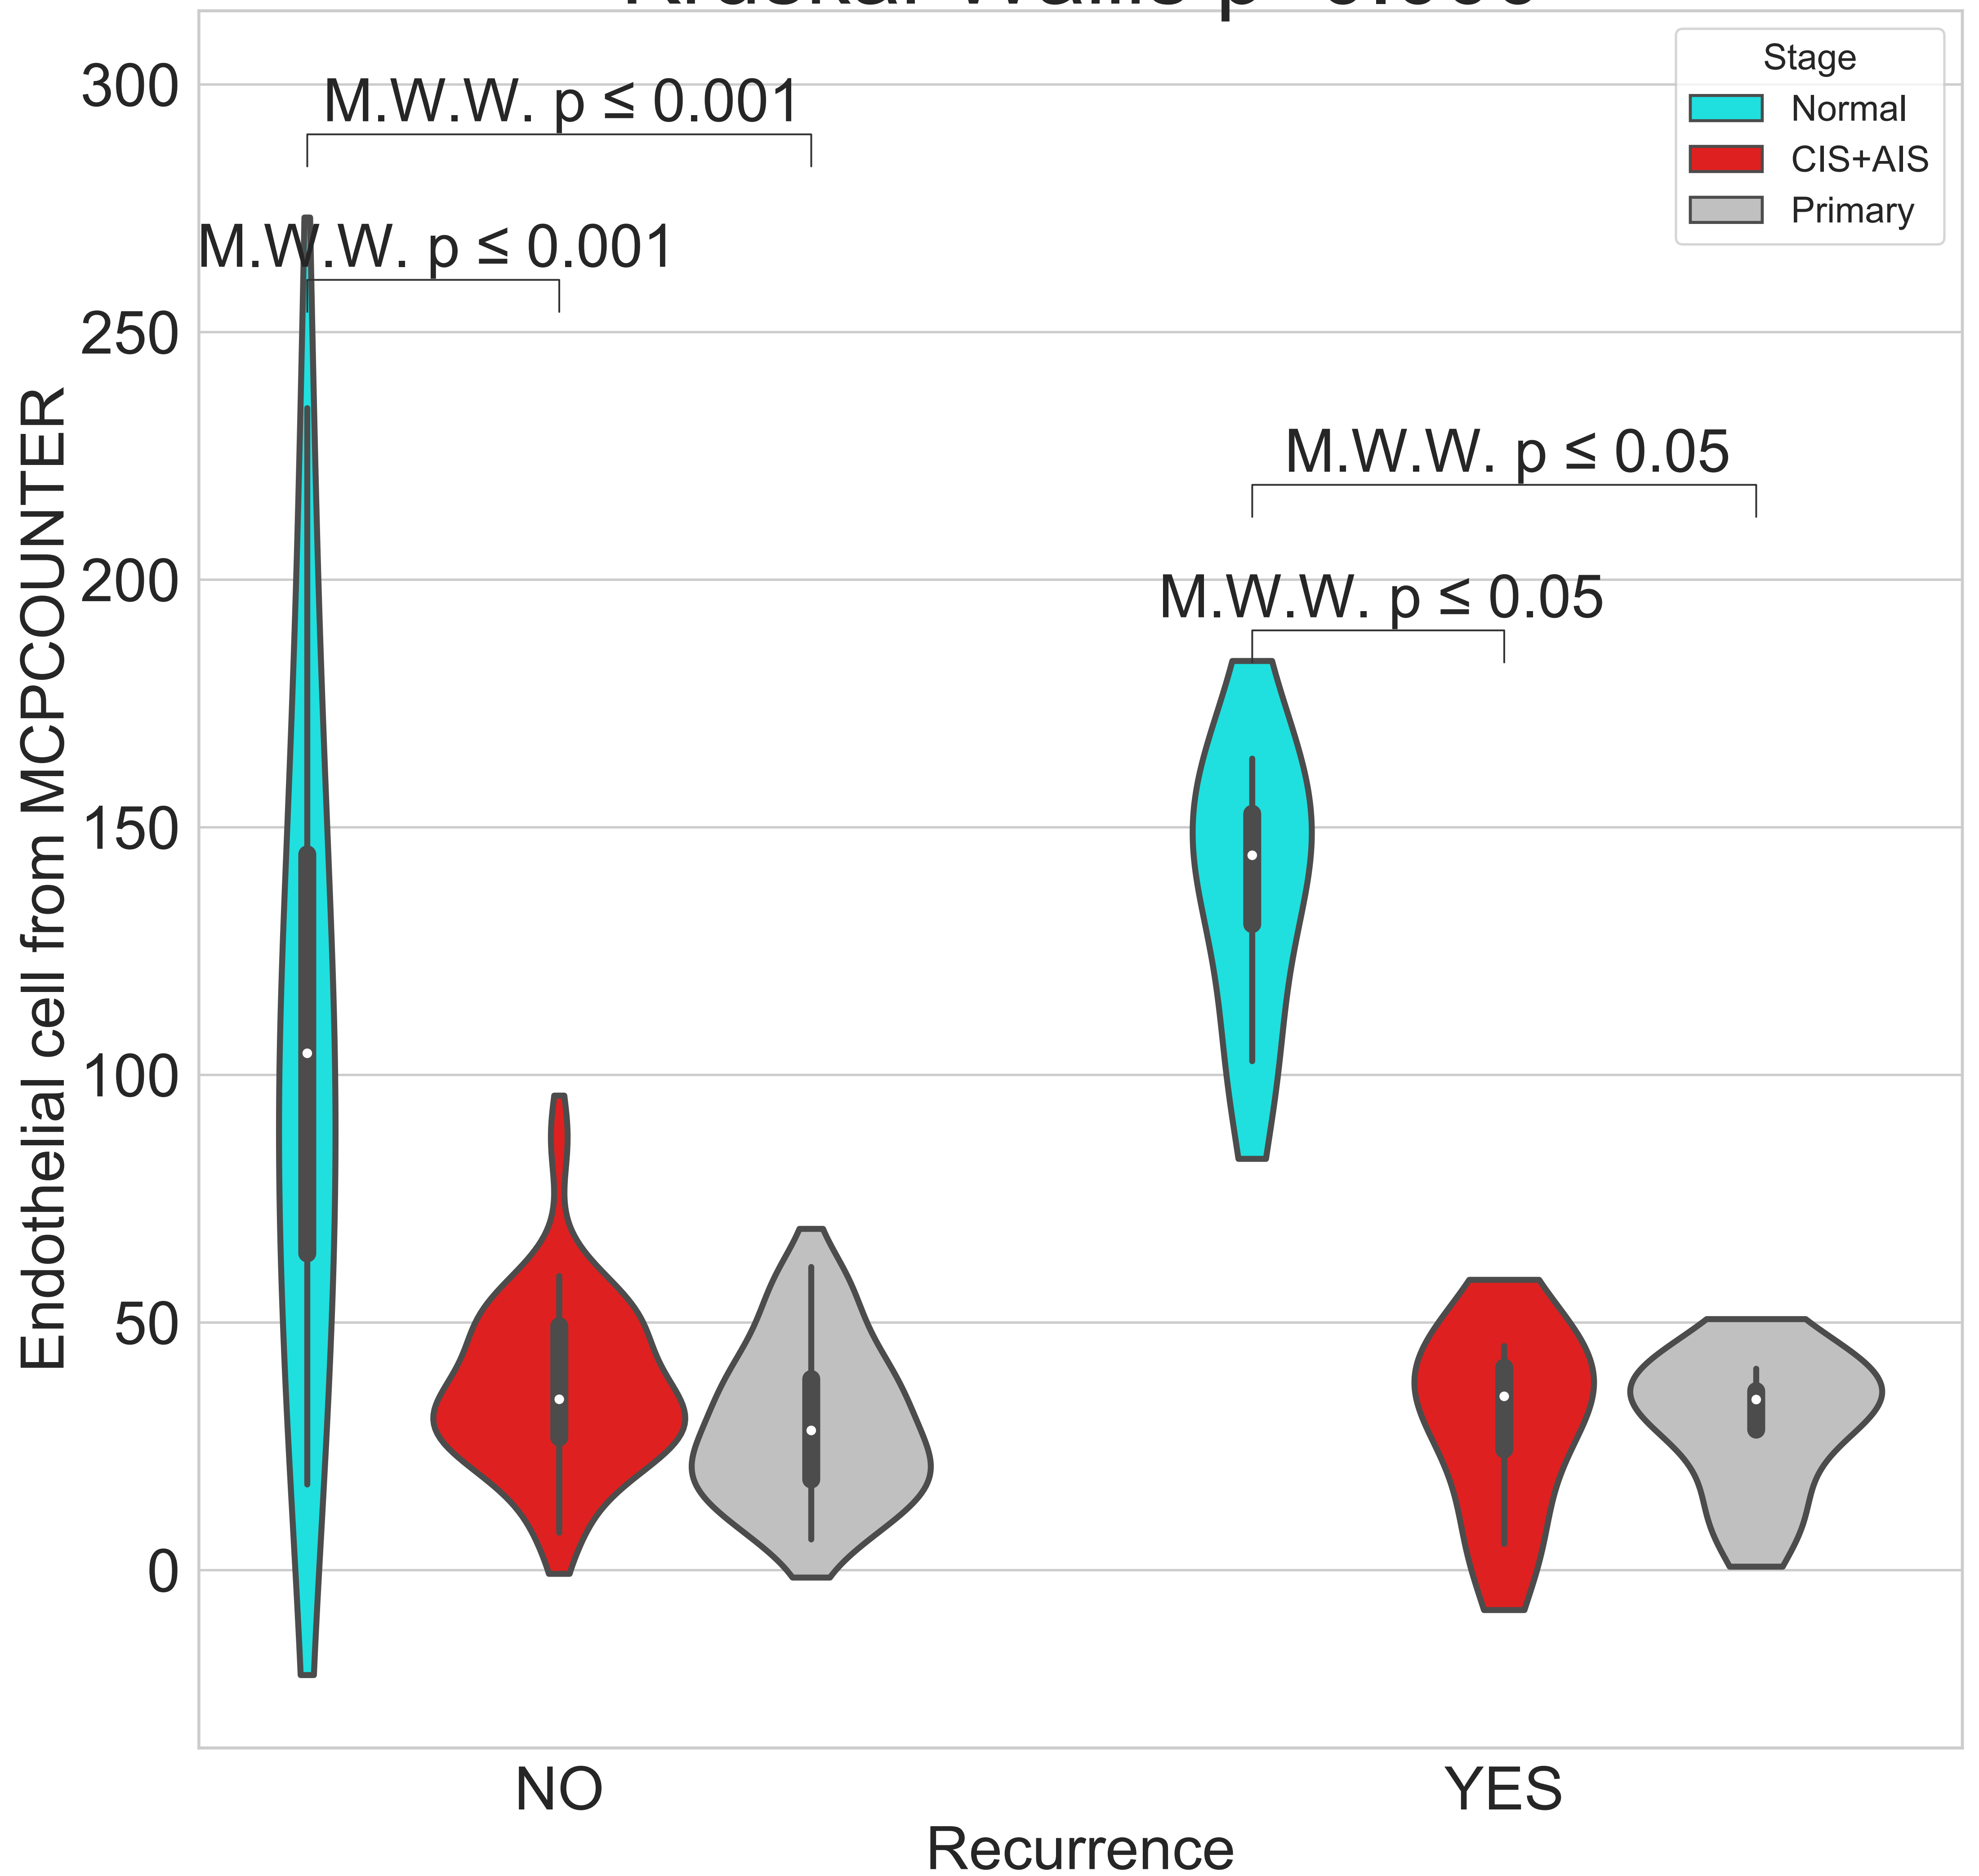 300
250
200
150
100
50
0
Endothelial cell from MCPCOUNTER
M.W.W. p ≤ 0.001
M.W.W. p ≤ 0.001
M.W.W. p ≤ 0.05
M.W.W. p ≤ 0.05
Stage
Normal
CIS+AIS
Primary
NO
YES
Recurrence